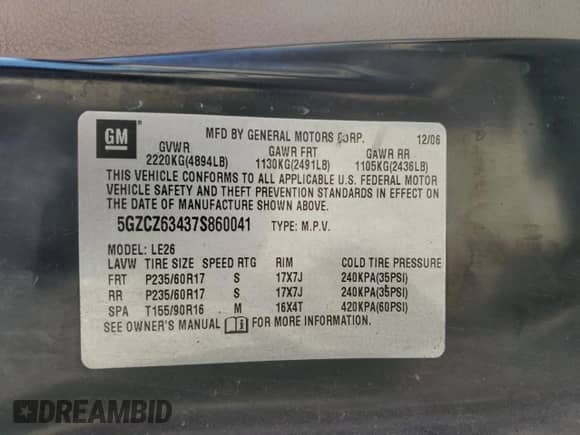 GM
MFD BY GENERAL MOTORS CORP. 12/06
GVWR GAWR FRT GAWR RR
2220KG(4894LB) 1130KG(2491LB) 1105KG(2436LB)
THIS VEHICLE CONFORMS TO ALL APPLICABLE U.S. FEDERAL MOTOR
VEHICLE SAFETY AND THEFT PREVENTION STANDARDS IN EFFECT ON
THE DATE OF MANUFACTURE SHOWN ABOVE.
5GZCZ63437S860041 TYPE: M.P.V.
MODEL: LE26
LAVW TIRE SIZE SPEED RTG RIM COLD TIRE PRESSURE
FRT P235/60R17 S 17X7J 240KPA(35PSI)
RR P235/60R17 S 17X7J 240KPA(35PSI)
SPA T155/90R16 M 16X4T 420KPA(60PSI)
SEE OWNER'S MANUAL FOR MORE INFORMATION.
DREAMBID